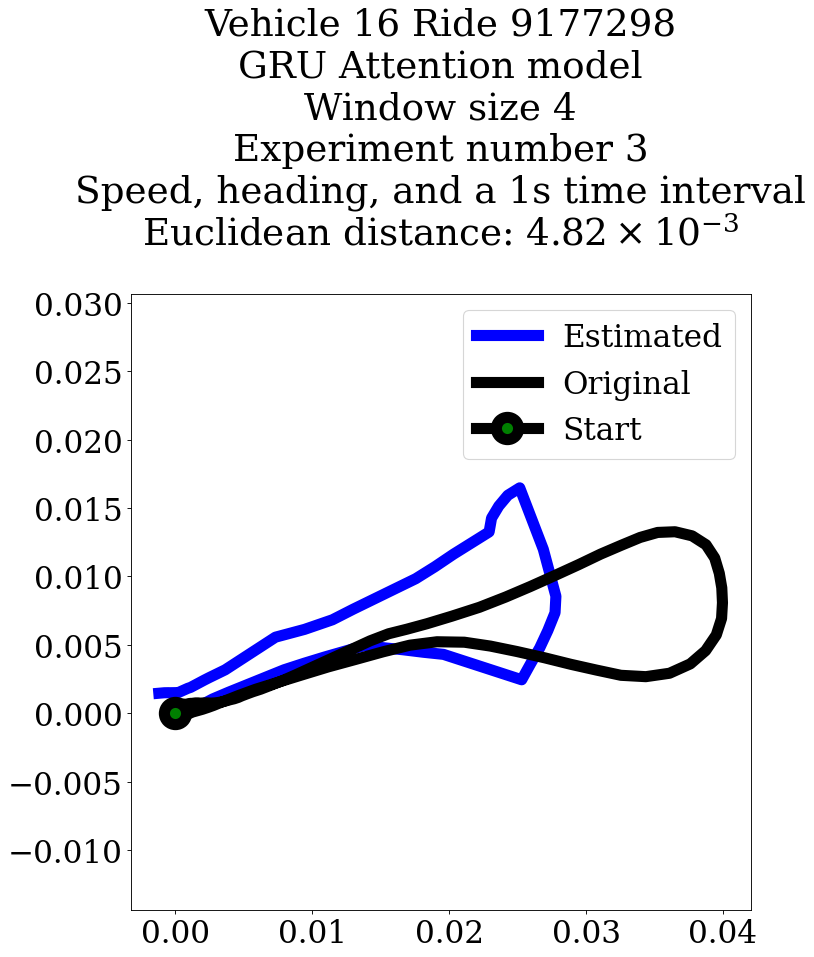 Vehicle 16 Ride 9177298
GRU Attention model
Window size 4
Experiment number 3
Speed, heading, and a 1s time interval
Euclidean distance: 4.82 × 10⁻³
Estimated
Original
Start
0.030
0.025
0.020
0.015
0.010
0.005
0.000
−0.005
−0.010
0.00 0.01 0.02 0.03 0.04